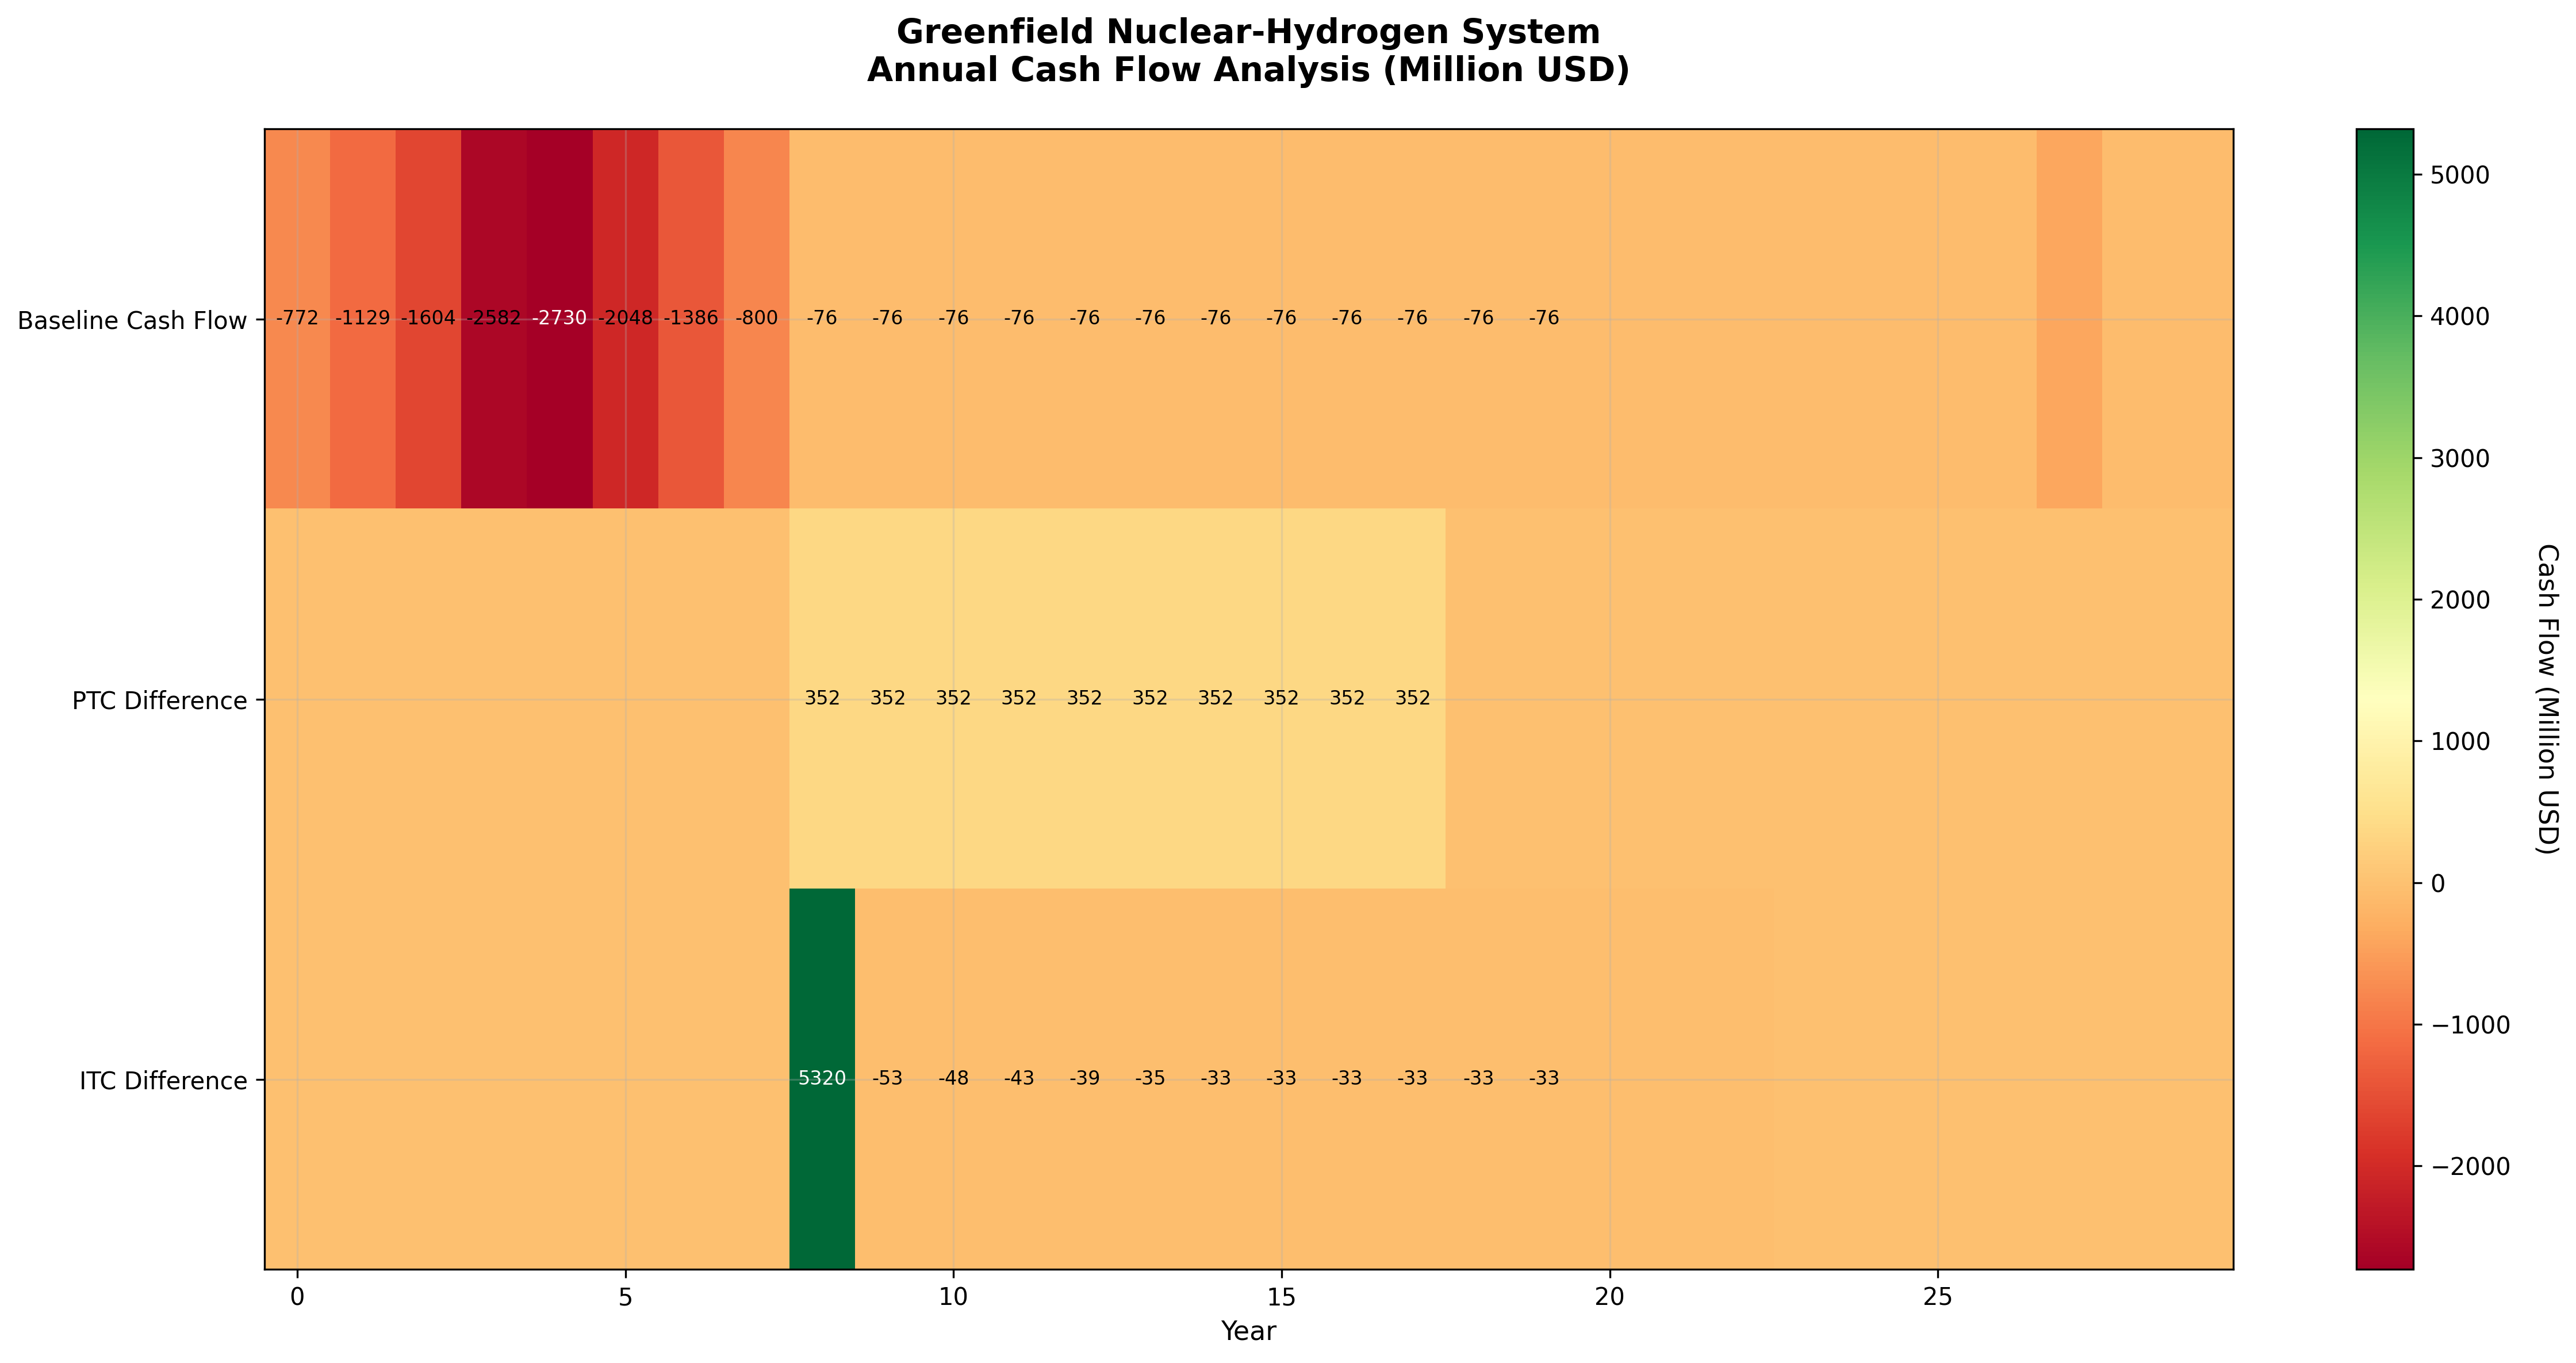 Greenfield Nuclear-Hydrogen System
Annual Cash Flow Analysis (Million USD)
Baseline Cash Flow
-772 -1129 -1604 -2582 -2730 -2048 -1386 -800 -76 -76 -76 -76 -76 -76 -76 -76 -76 -76 -76 -76
PTC Difference
352 352 352 352 352 352 352 352 352 352
ITC Difference
5320 -53 -48 -43 -39 -35 -33 -33 -33 -33 -33 -33
0 5 10 15 20 25
Year
5000
4000
3000
2000
1000
0
−1000
−2000
Cash Flow (Million USD)